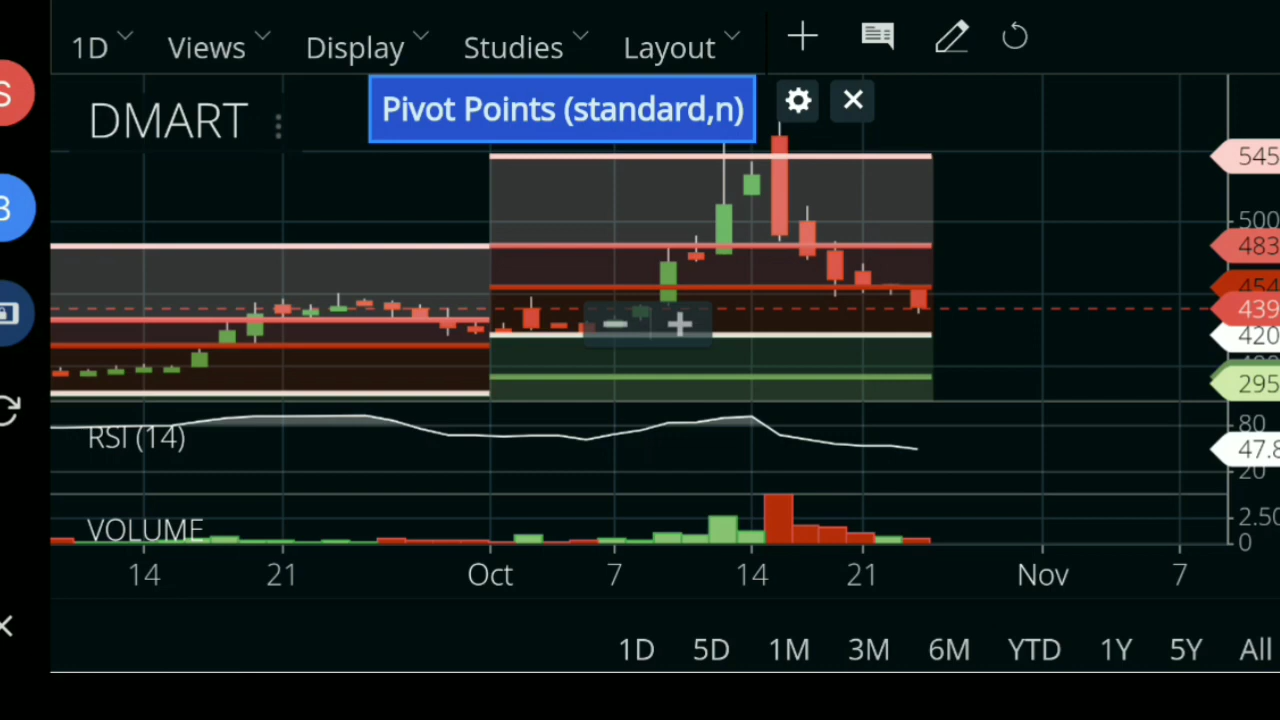 1D Views Display Studies Layout
Pivot Points (standard,n)
DMART
S
545
500
483
454
439
420
295
RSI (14)
80
47.8
20
VOLUME
2.50
0
14 21 Oct 7 14 21 Nov 7
1D 5D 1M 3M 6M YTD 1Y 5Y All